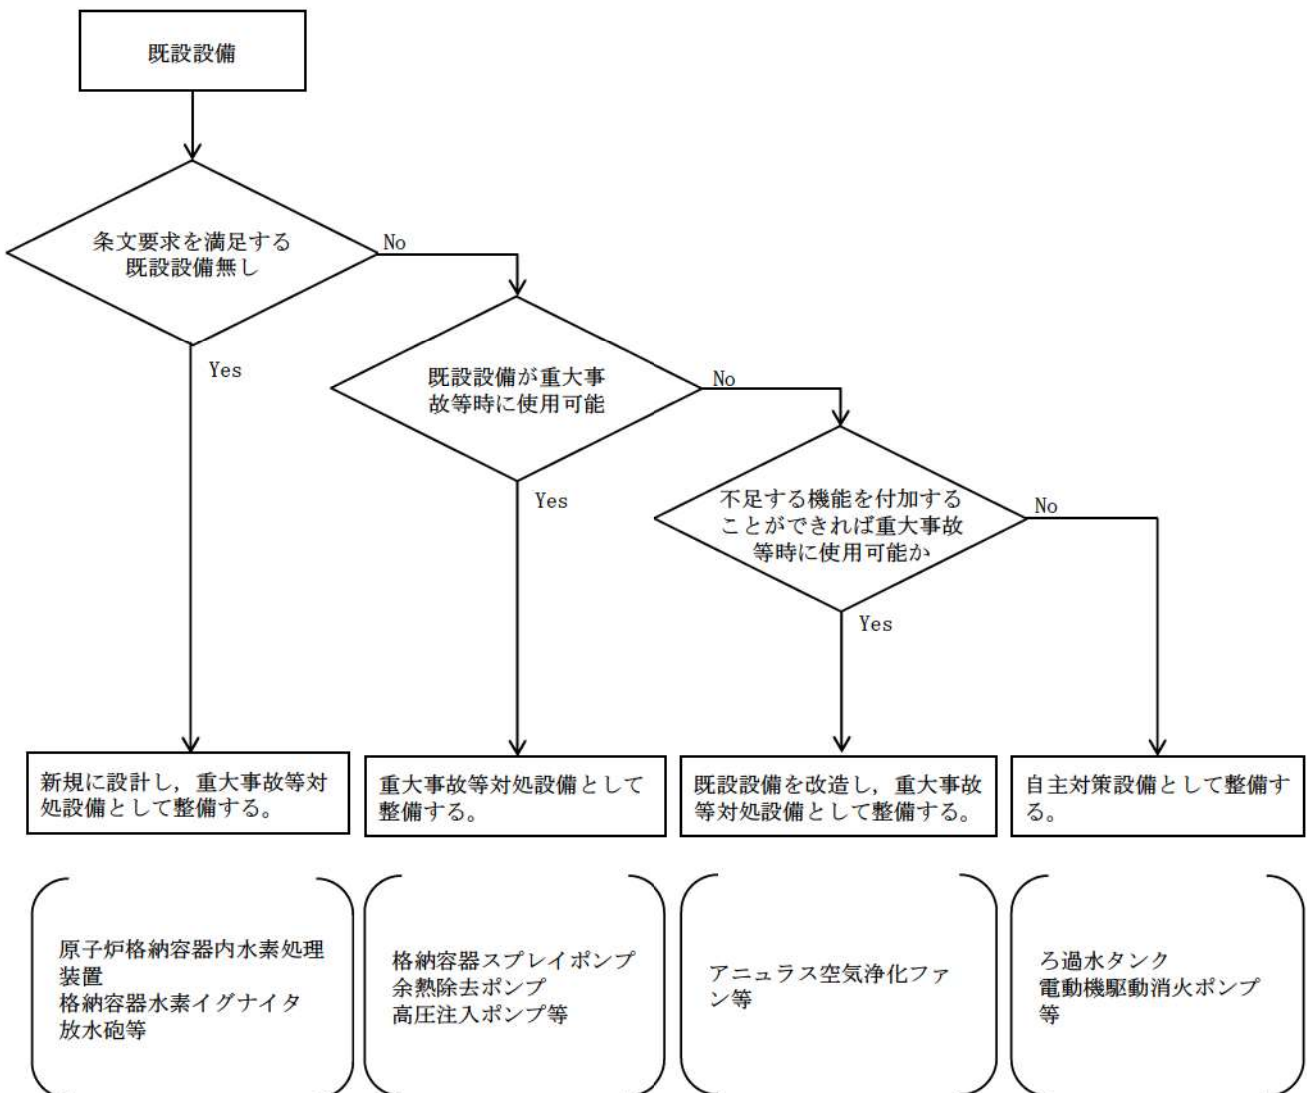 既設設備
条文要求を満足する
既設設備無し
No
Yes
既設設備が重大事
故等時に使用可能
No
Yes
不足する機能を付加する
ことができれば重大事故
等時に使用可能か
No
Yes
新規に設計し，重大事故等対
処設備として整備する。
重大事故等対処設備として
整備する。
既設設備を改造し，重大事故
等対処設備として整備する。
自主対策設備として整備す
る。
原子炉格納容器内水素処理
装置
格納容器水素イグナイタ
放水砲等
格納容器スプレイポンプ
余熱除去ポンプ
高圧注入ポンプ等
アニュラス空気浄化ファ
ン等
ろ過水タンク
電動機駆動消火ポンプ
等